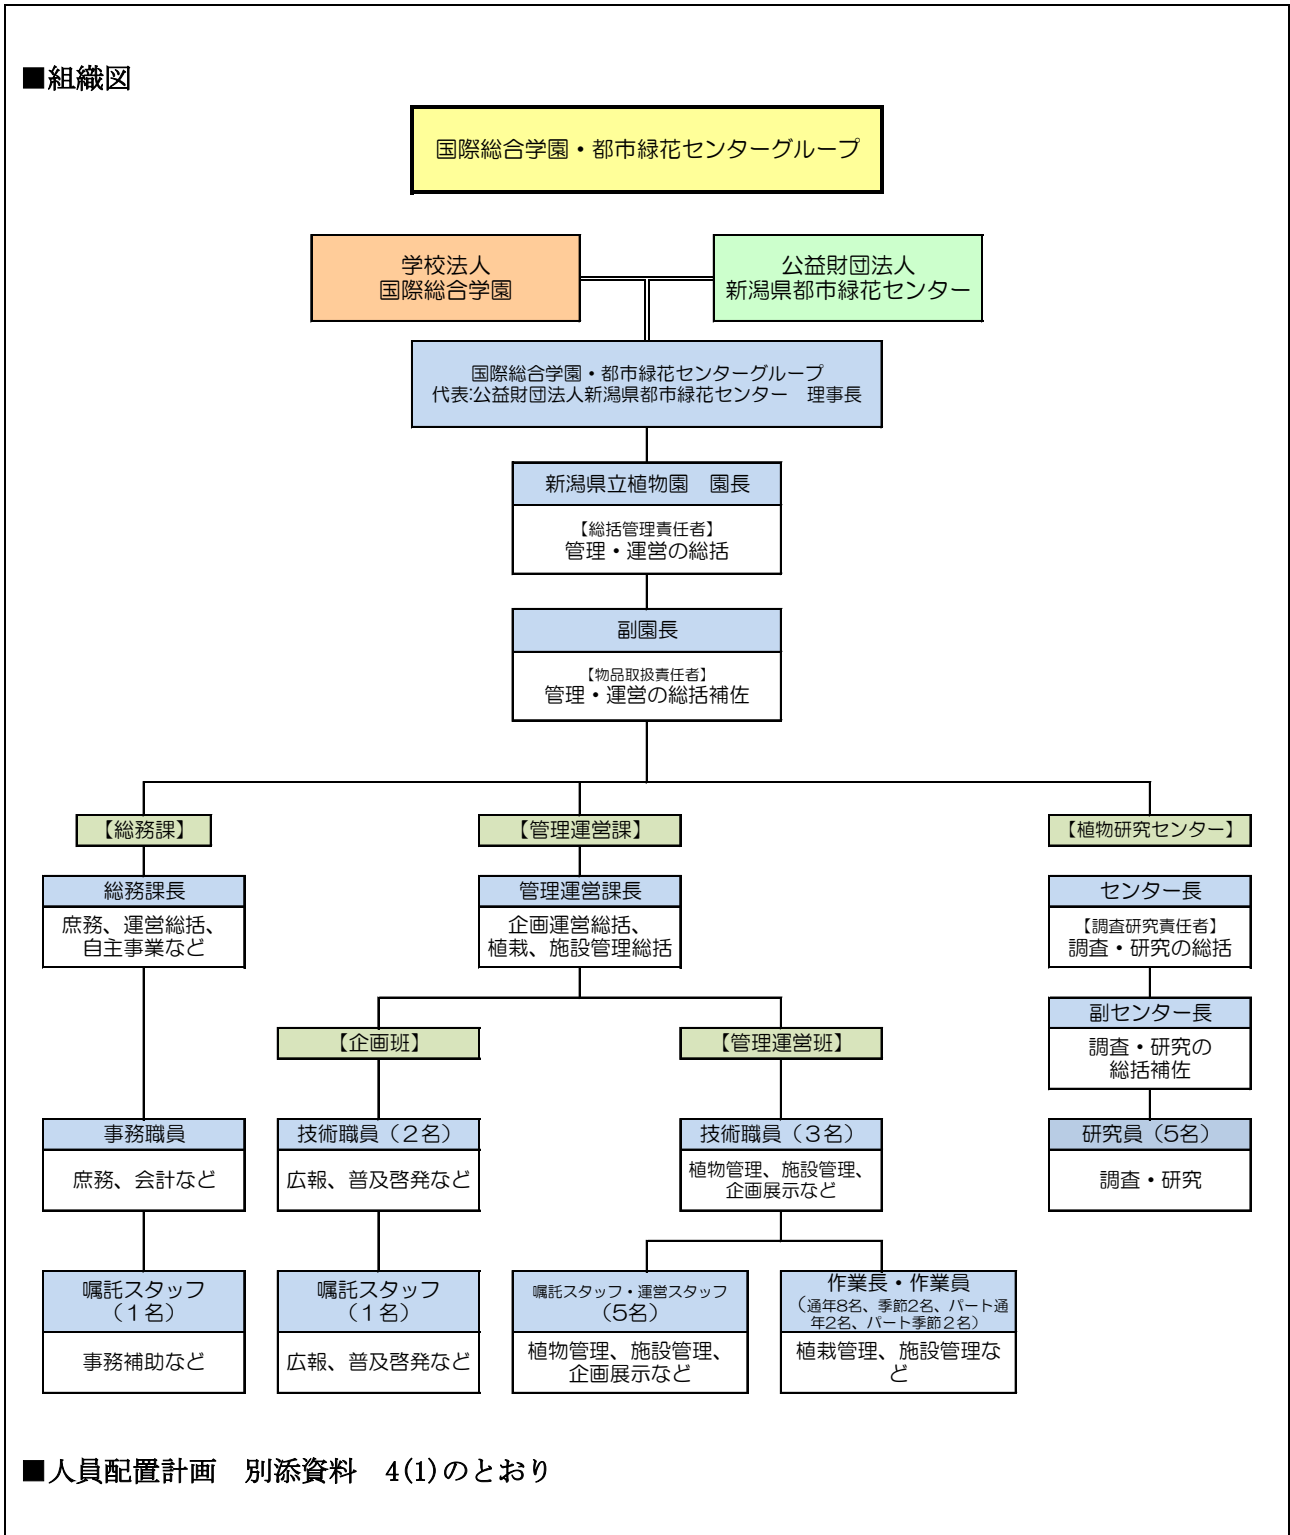 ■組織図
国際総合学園・都市緑花センターグループ
学校法人
国際総合学園
公益財団法人
新潟県都市緑花センター
国際総合学園・都市緑花センターグループ
代表:公益財団法人新潟県都市緑花センター　理事長
新潟県立植物園　園長
【総括管理責任者】
管理・運営の総括
副園長
【物品取扱責任者】
管理・運営の総括補佐
【総務課】
【管理運営課】
【植物研究センター】
総務課長
庶務、運営総括、
自主事業など
管理運営課長
企画運営総括、
植栽、施設管理総括
センター長
【調査研究責任者】
調査・研究の総括
副センター長
調査・研究の
総括補佐
【企画班】
【管理運営班】
事務職員
庶務、会計など
技術職員（２名）
広報、普及啓発など
技術職員（３名）
植物管理、施設管理、
企画展示など
研究員（5名）
調査・研究
嘱託スタッフ
（１名）
事務補助など
嘱託スタッフ
（１名）
広報、普及啓発など
嘱託スタッフ・運営スタッフ
（5名）
植物管理、施設管理、
企画展示など
作業長・作業員
（通年8名、季節2名、パート通
年2名、パート季節２名）
植栽管理、施設管理な
ど
■人員配置計画　別添資料　4(1)のとおり